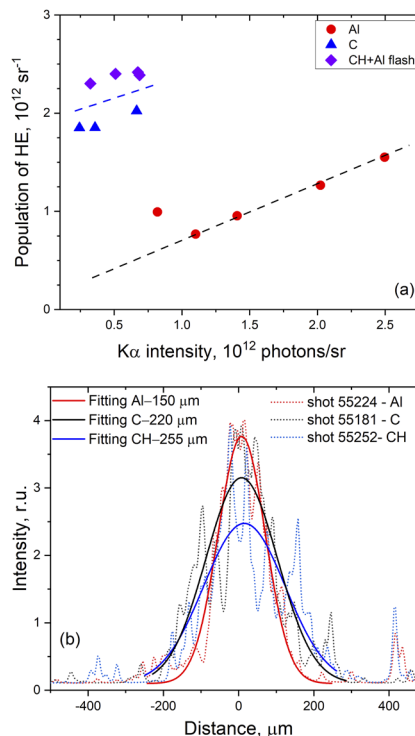 3
2
1
0
Population of HE, 10¹² sr⁻¹
Al
C
CH+Al flash
(a)
0.5 1.0 1.5 2.0 2.5
Kα intensity, 10¹² photons/sr
5
4
3
2
1
0
Intensity, r.u.
Fitting Al–150 μm
Fitting C–220 μm
Fitting CH–255 μm
shot 55224 - Al
shot 55181 - C
shot 55252- CH
(b)
-400 -200 0 200 400
Distance, μm